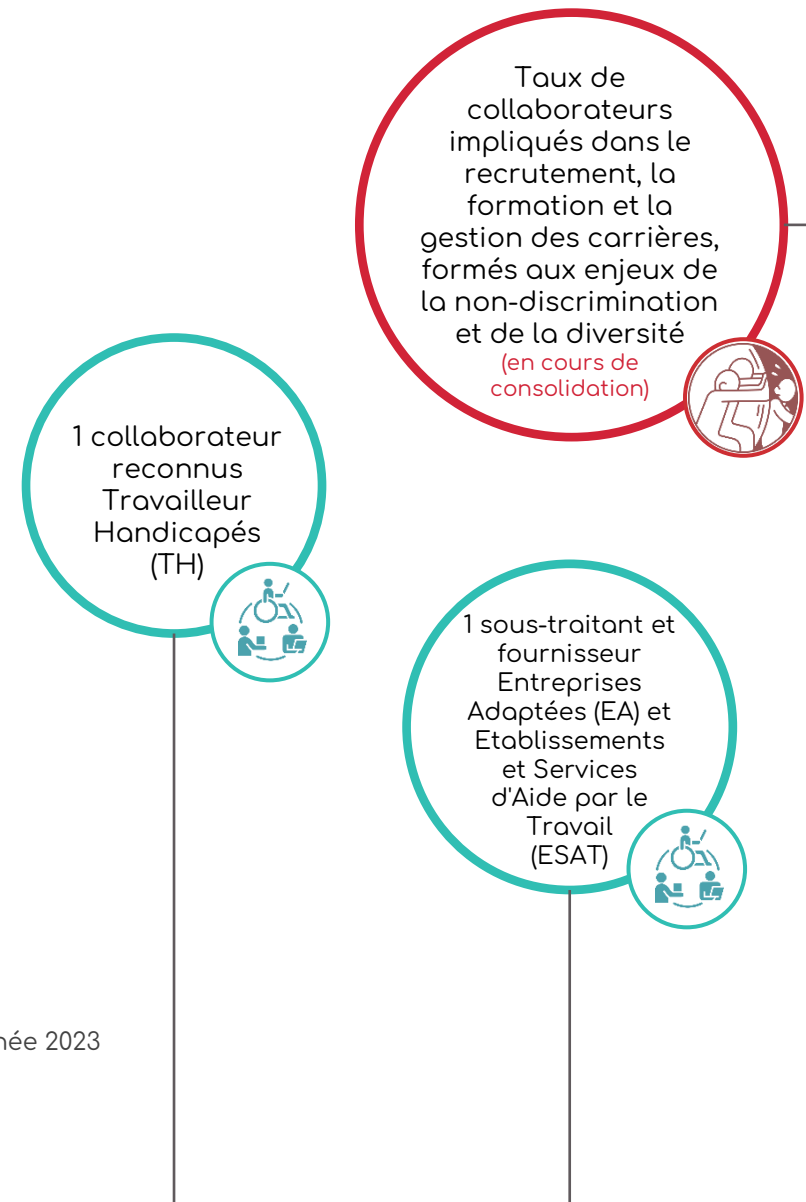 Taux de
collaborateurs
impliqués dans le
recrutement, la
formation et la
gestion des carrières,
formés aux enjeux de
la non-discrimination
et de la diversité
(en cours de
consolidation)
1 collaborateur
reconnus
Travailleur
Handicapés
(TH)
1 sous-traitant et
fournisseur
Entreprises
Adaptées (EA) et
Etablissements
et Services
d'Aide par le
Travail
(ESAT)
née 2023